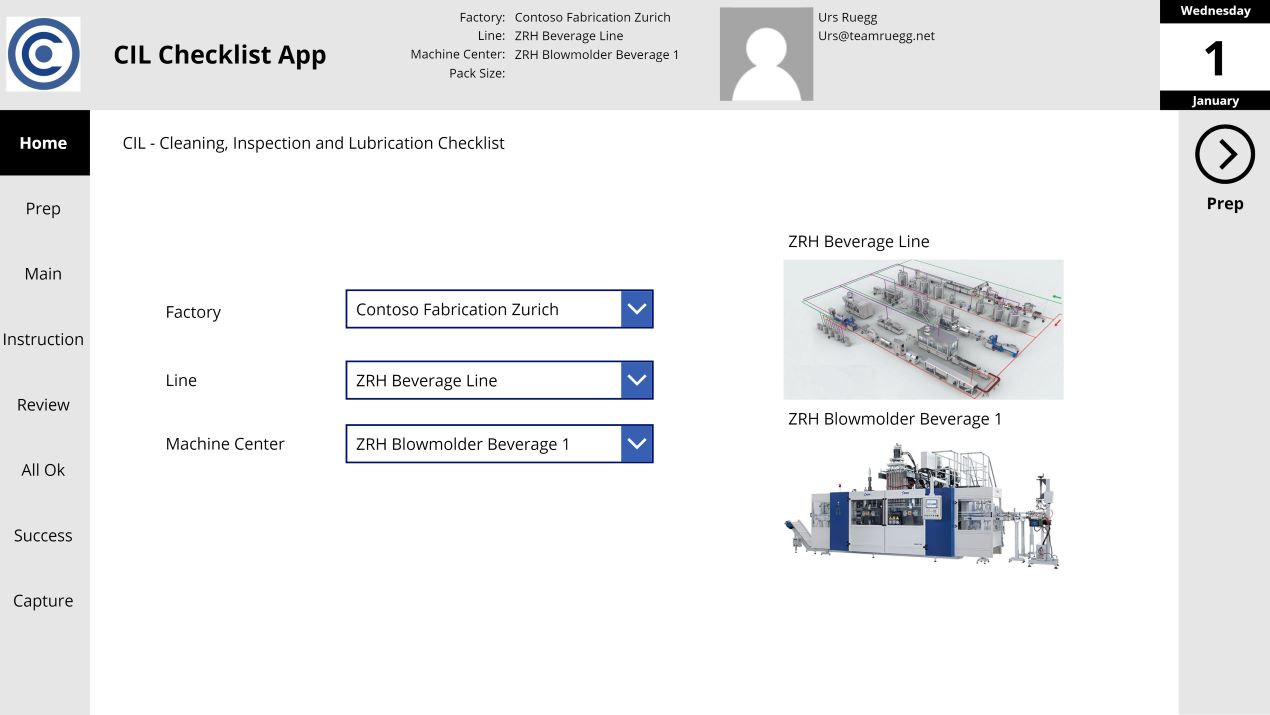 CIL Checklist App
Factory: Contoso Fabrication Zurich
Line: ZRH Beverage Line
Machine Center: ZRH Blowmolder Beverage 1
Pack Size:
Urs Ruegg
Urs@teamruegg.net
Wednesday
1
January
Home
Prep
Main
Instruction
Review
All Ok
Success
Capture
CIL - Cleaning, Inspection and Lubrication Checklist
Factory
Contoso Fabrication Zurich
Line
ZRH Beverage Line
Machine Center
ZRH Blowmolder Beverage 1
ZRH Beverage Line
ZRH Blowmolder Beverage 1
Prep